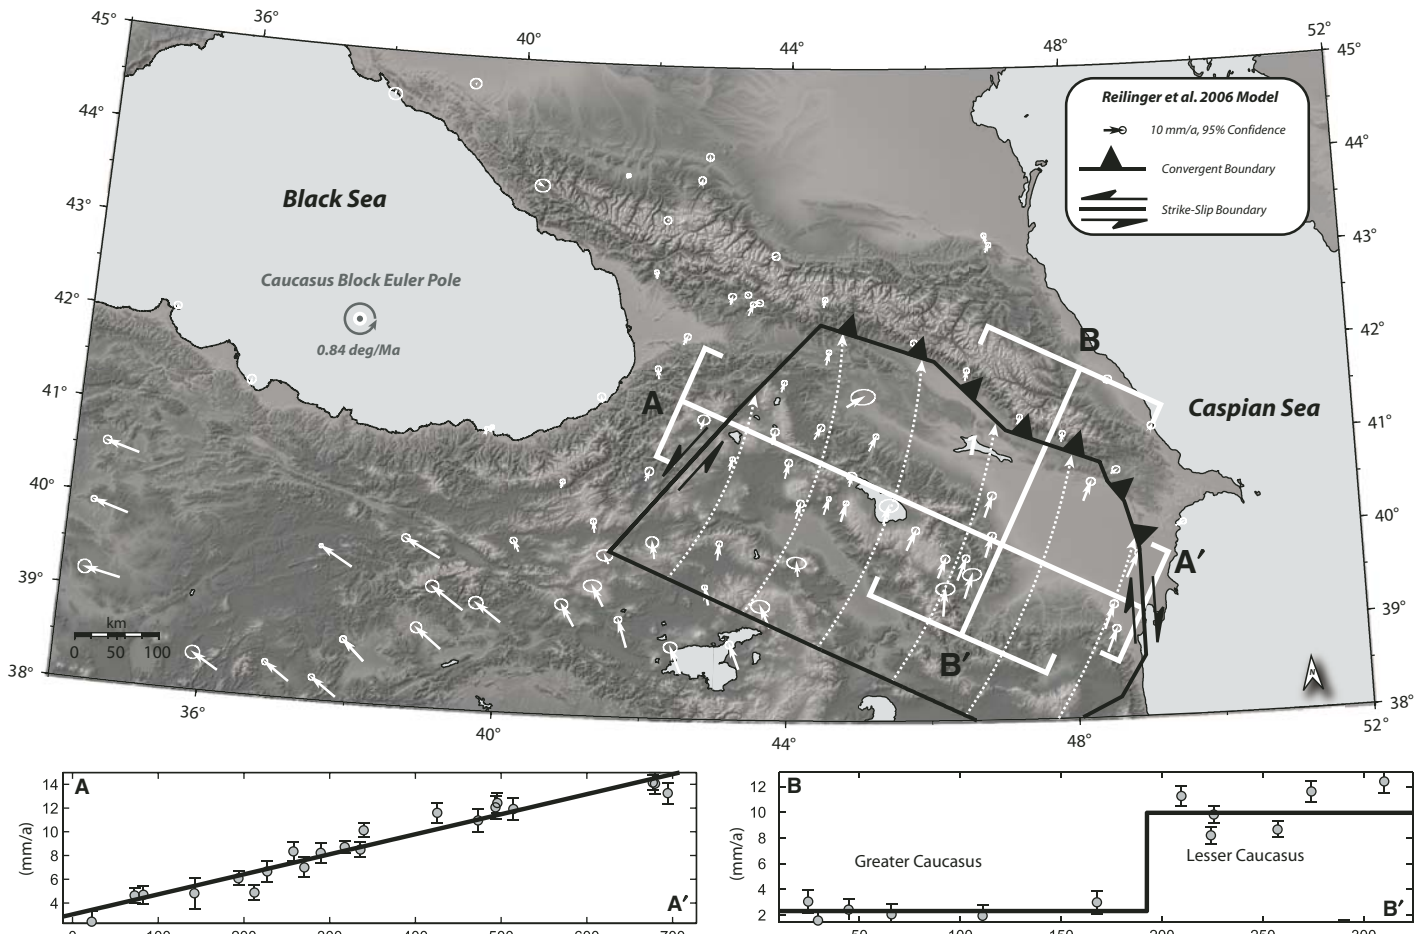 36°
40°
44°
48°
52°
45°
45°
44°
44°
43°
43°
42°
42°
41°
41°
40°
40°
39°
39°
38°
38°
36°
40°
44°
48°
52°
Reilinger et al. 2006 Model
10 mm/a, 95% Confidence
Convergent Boundary
Strike-Slip Boundary
Black Sea
Caucasus Block Euler Pole
0.84 deg/Ma
Caspian Sea
A
B
A′
B′
km
0 50 100
N
A
14
12
10
8
6
4
(mm/a)
A′
0 100 200 300 400 500 600 700
B
12
10
8
6
4
2
(mm/a)
Greater Caucasus
Lesser Caucasus
B′
50 100 150 200 250 300